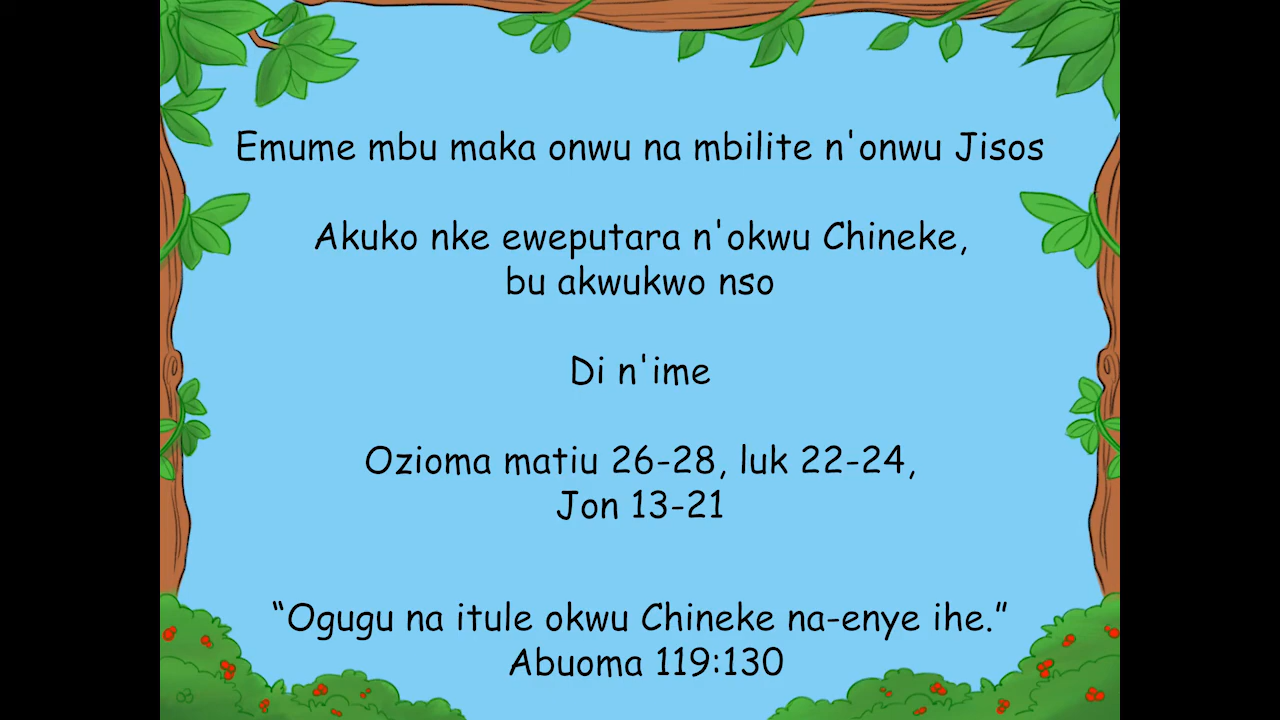 Emume mbu maka onwu na mbilite n'onwu Jisos
Akuko nke eweputara n'okwu Chineke,
bu akwukwo nso
Di n'ime
Ozioma matiu 26-28, luk 22-24,
Jon 13-21
“Ogugu na itule okwu Chineke na-enye ihe.”
Abuoma 119:130